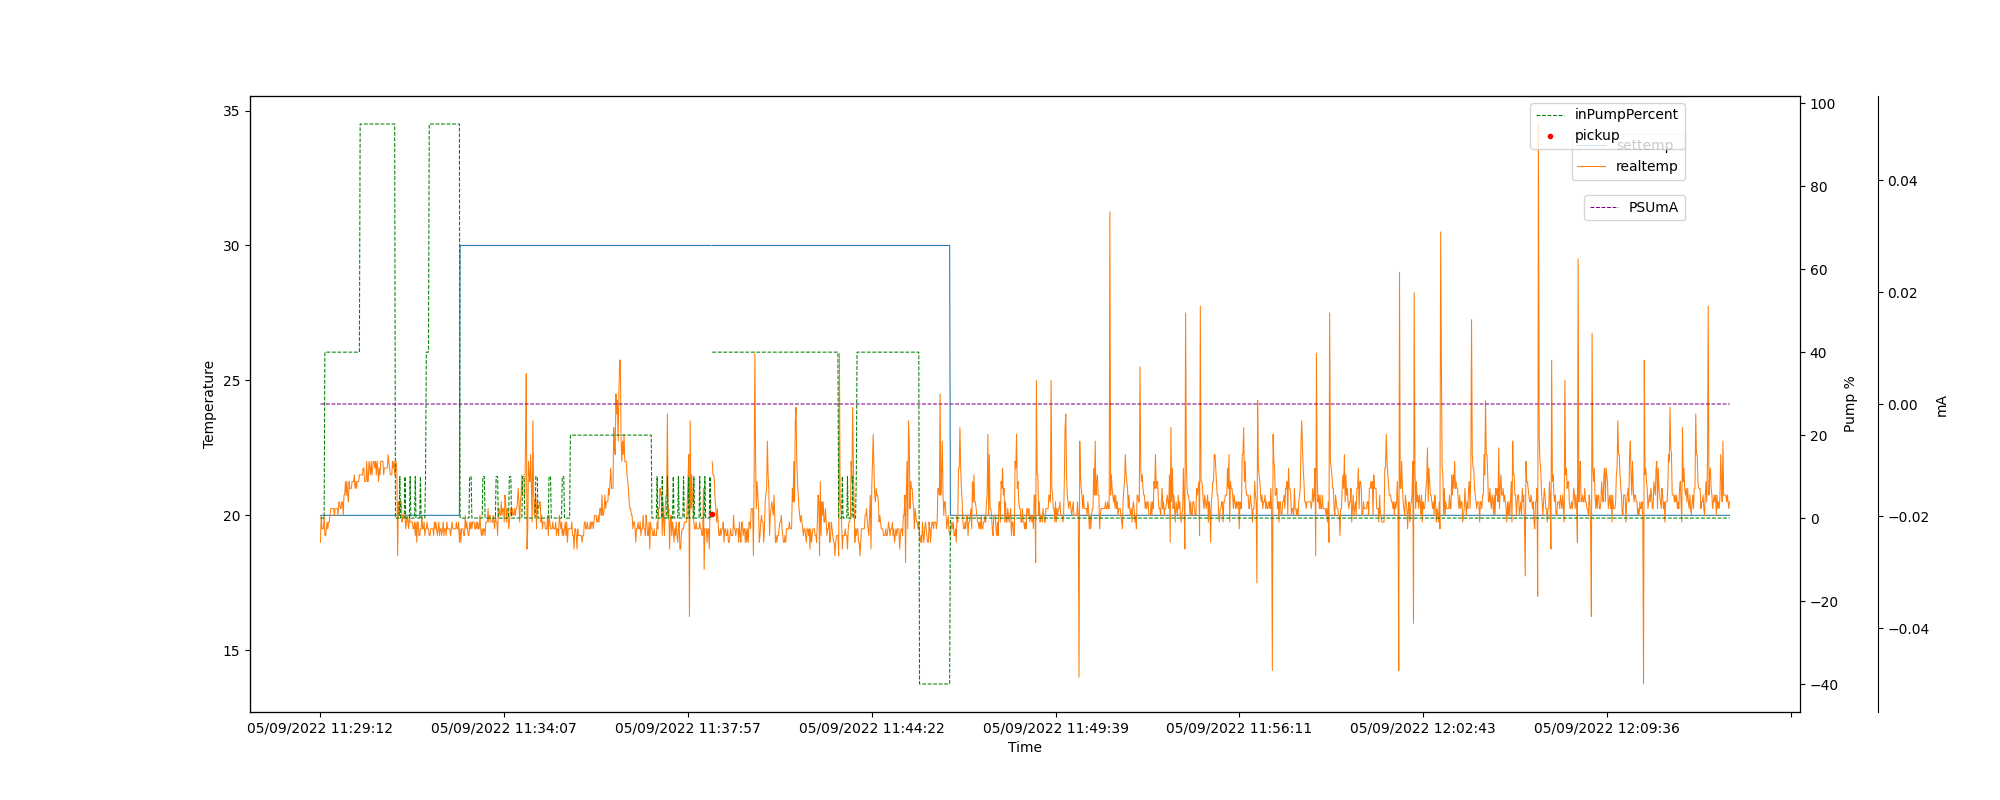 35
30
25
20
15
Temperature
100
80
60
40
20
0
−20
−40
Pump %
0.04
0.02
0.00
−0.02
−0.04
mA
inPumpPercent
pickup
settemp
realtemp
PSUmA
05/09/2022 11:29:12
05/09/2022 11:34:07
05/09/2022 11:37:57
05/09/2022 11:44:22
05/09/2022 11:49:39
05/09/2022 11:56:11
05/09/2022 12:02:43
05/09/2022 12:09:36
Time